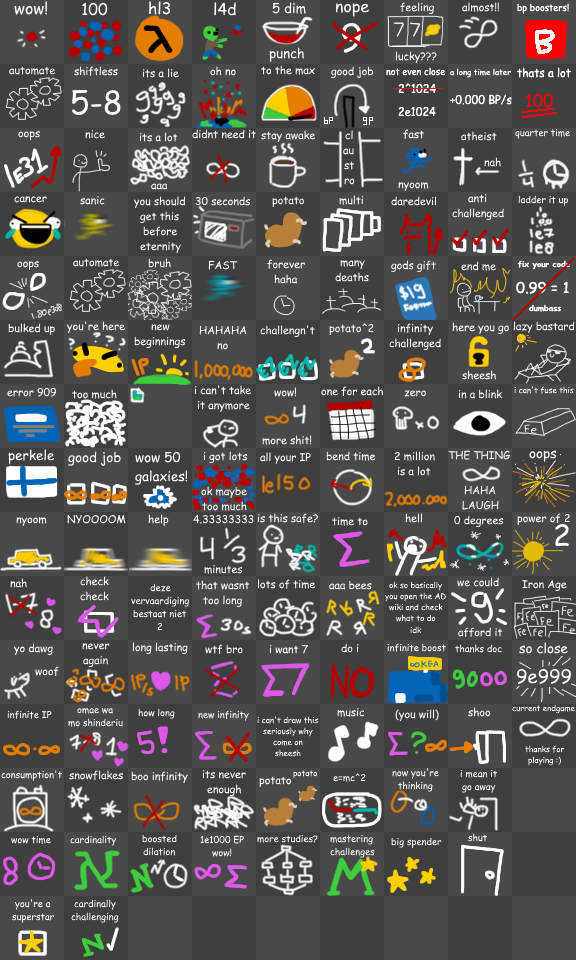 wow!
100
hl3
λ
l4d
5 dim
punch
nope
9
feeling
7 7
lucky???
almost!!
bp boosters!
B
automate
shiftless
5-8
its a lie
oh no
to the max
good job
BP
9P
not even close
2^1024
2e1024
a long time later
+0,000 BP/s
thats a lot
100
oops
1e31
nice
its a lot
aaa
didnt need it
∞
stay awake
cl
au
st
ro
fast
nyoom
atheist
← nah
quarter time
1/4
cancer
sanic
you should
get this
before
eternity
30 seconds
potato
multi
daredevil
anti
challenged
ladder it up
1e7
1e8
oops
1.80e308
automate
bruh
FAST
forever
haha
many
deaths
gods gift
$19
end me
fix your code
0.99 = 1
dumbass
bulked up
you're here
? ? ?
new
beginnings
IP
HAHAHA
no
1,000,000
challengn't
potato^2
2
infinity
challenged
here you go
sheesh
lazy bastard
error 909
too much
i can't take
it anymore
wow!
∞4
more shit!
one for each
zero
x0
in a blink
i can't fuse this
Fe
perkele
good job
wow 50
galaxies!
i got lots
ok maybe
too much
all your IP
1e150
bend time
2 million
is a lot
2,000,000
THE THING
∞
HAHA
LAUGH
oops
nyoom
NYOOOM
help
4.33333333
4 1/3
minutes
is this safe?
time to
Σ
hell
0 degrees
∞
power of 2
2
nah
8
check
check
deze
vervaardiging
bestaat niet
2
that wasnt
too long
Σ 30s
lots of time
aaa bees
R R R
R R R
ok so basically
you open the AD
wiki and check
what to do
idk
we could
9
afford it
Iron Age
Fe
Fe
Fe
Fe
Fe
yo dawg
woof
never
again
long lasting
IP/s ♥ IP
wtf bro
Σ
i want 7
Σ7
do i
NO
infinite boost
∞KEA
thanks doc
9000
so close
9e999
infinite IP
∞·∞
omae wa
mo shinderiu
how long
5!
new infinity
Σ ∞
i can't draw this
seriously why
come on
sheesh
music
(you will)
Σ?∞
shoo
current endgame
∞
thanks for
playing :)
consumption't
∞
snowflakes
boo infinity
∞
its never
enough
potato
potato
e=mc^2
now you're
thinking
i mean it
go away
wow time
8
cardinality
N
boosted
dilation
N N
1e1000 EP
wow!
∞ Σ
more studies?
mastering
challenges
M
big spender
shut
you're a
superstar
cardinally
challenging
N✓